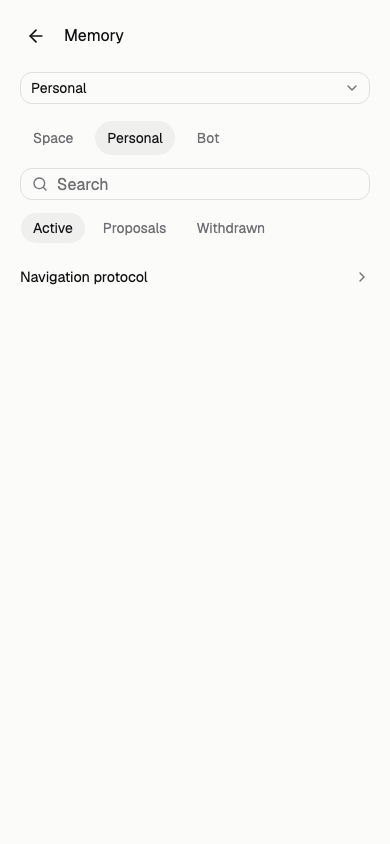 Memory
Personal
Space Personal Bot
Search
Active Proposals Withdrawn
Navigation protocol